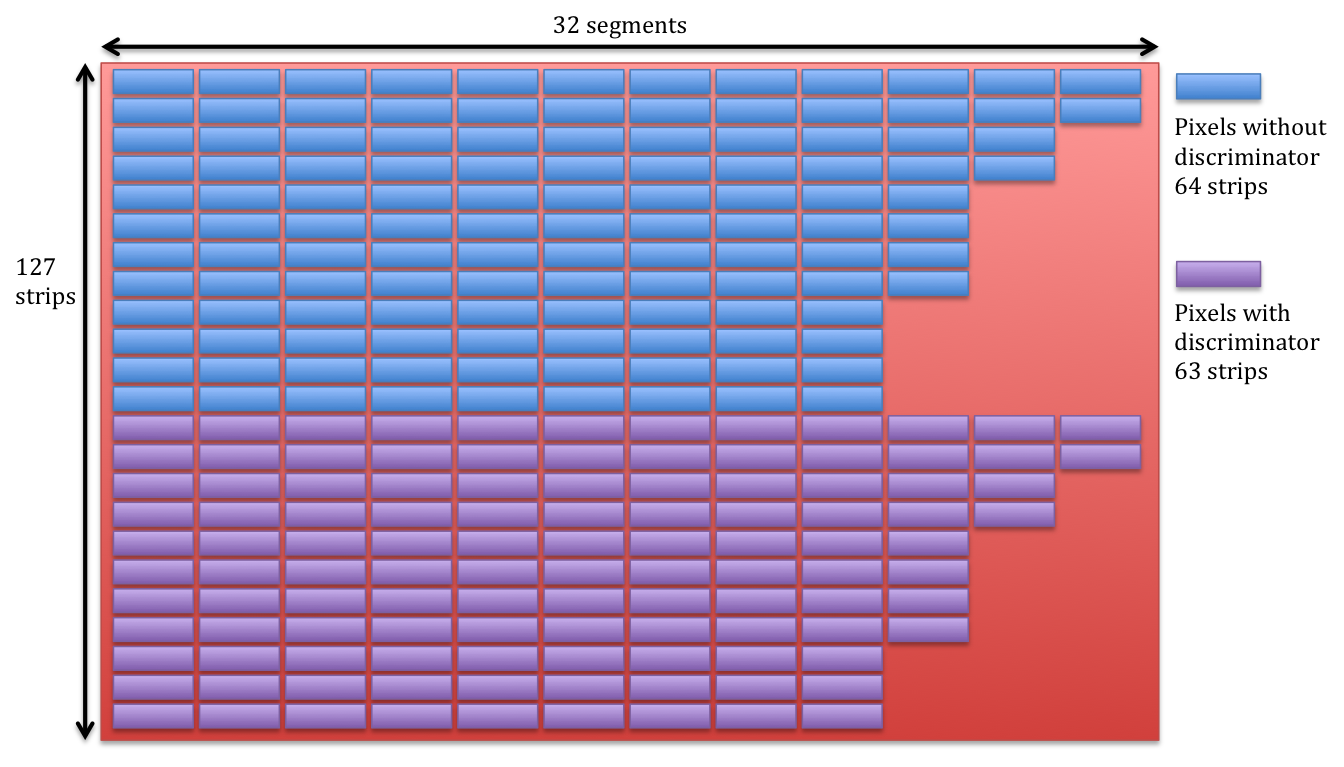 32 segments
127
strips
Pixels without
discriminator
64 strips
Pixels with
discriminator
63 strips